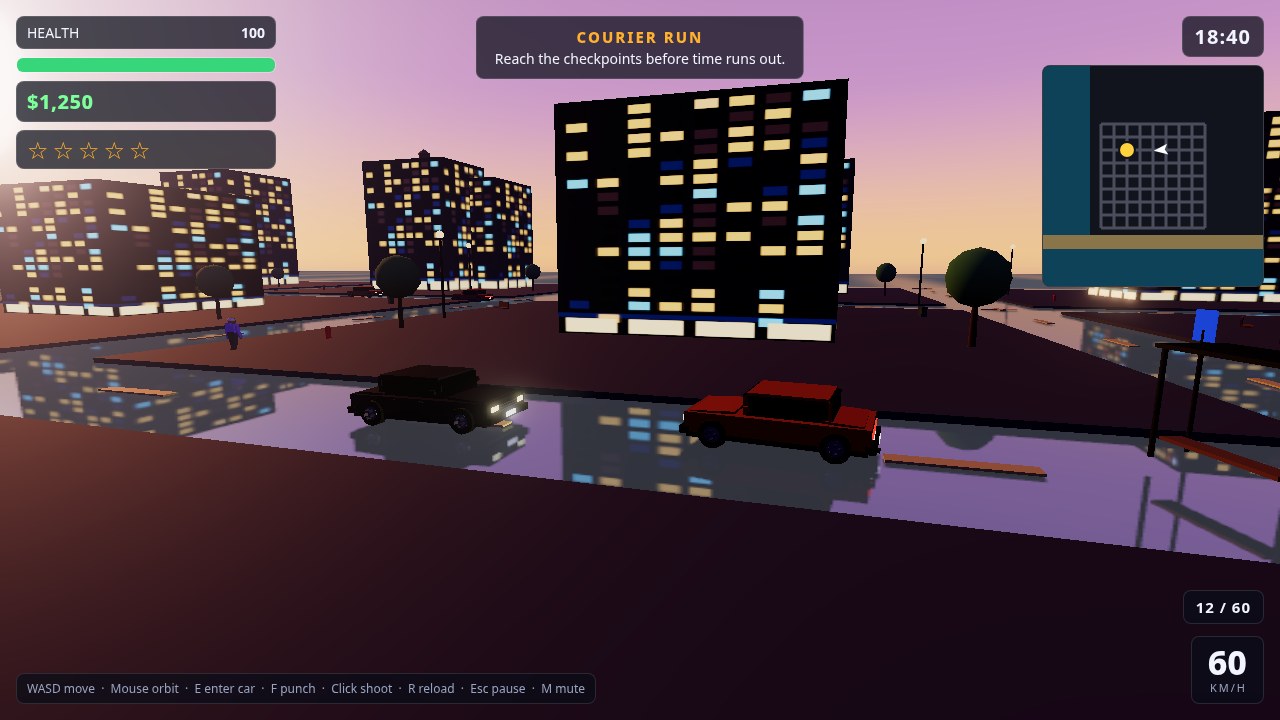 HEALTH 100
$1,250
☆ ☆ ☆ ☆ ☆
COURIER RUN
Reach the checkpoints before time runs out.
18:40
12 / 60
60
KM/H
WASD move · Mouse orbit · E enter car · F punch · Click shoot · R reload · Esc pause · M mute